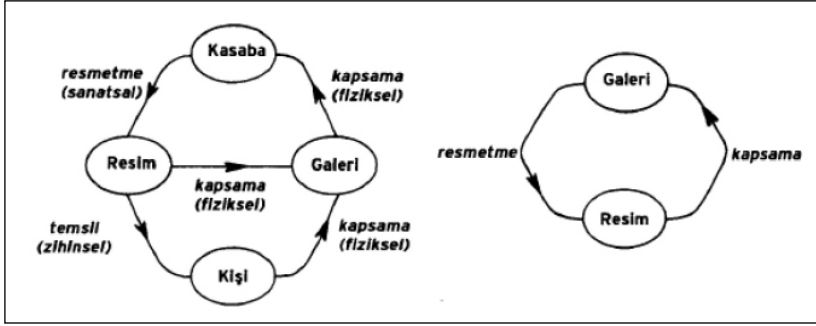 Kasaba
resmetme
(sanatsal)
kapsama
(fiziksel)
Resim
Galeri
kapsama
(fiziksel)
temsil
(zihinsel)
kapsama
(fiziksel)
Kişi
Galeri
resmetme
kapsama
Resim